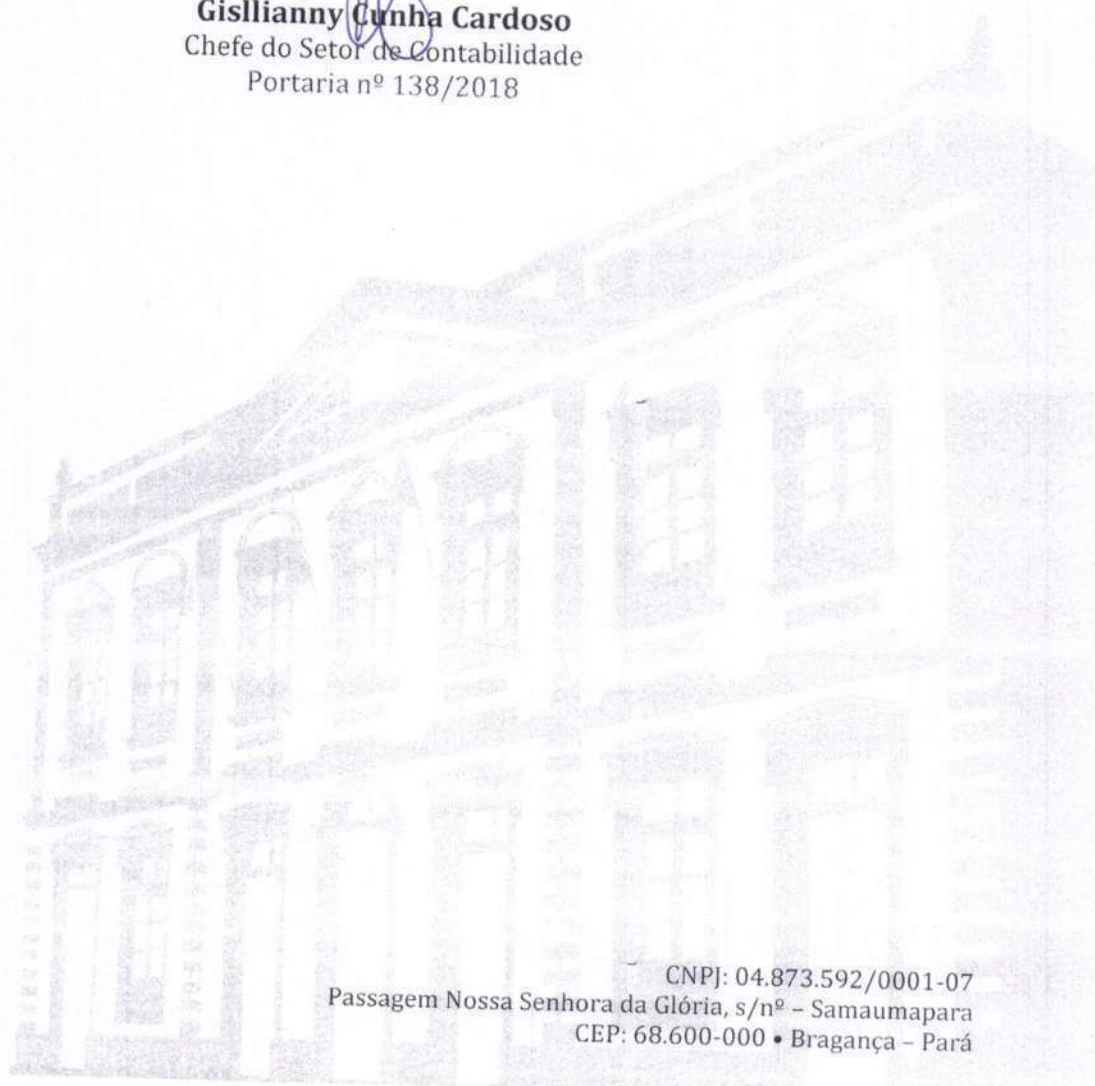 Gisllianny Cunha Cardoso
Chefe do Setor de Contabilidade
Portaria nº 138/2018
CNPJ: 04.873.592/0001-07
Passagem Nossa Senhora da Glória, s/nº – Samaumapara
CEP: 68.600-000 • Bragança – Pará